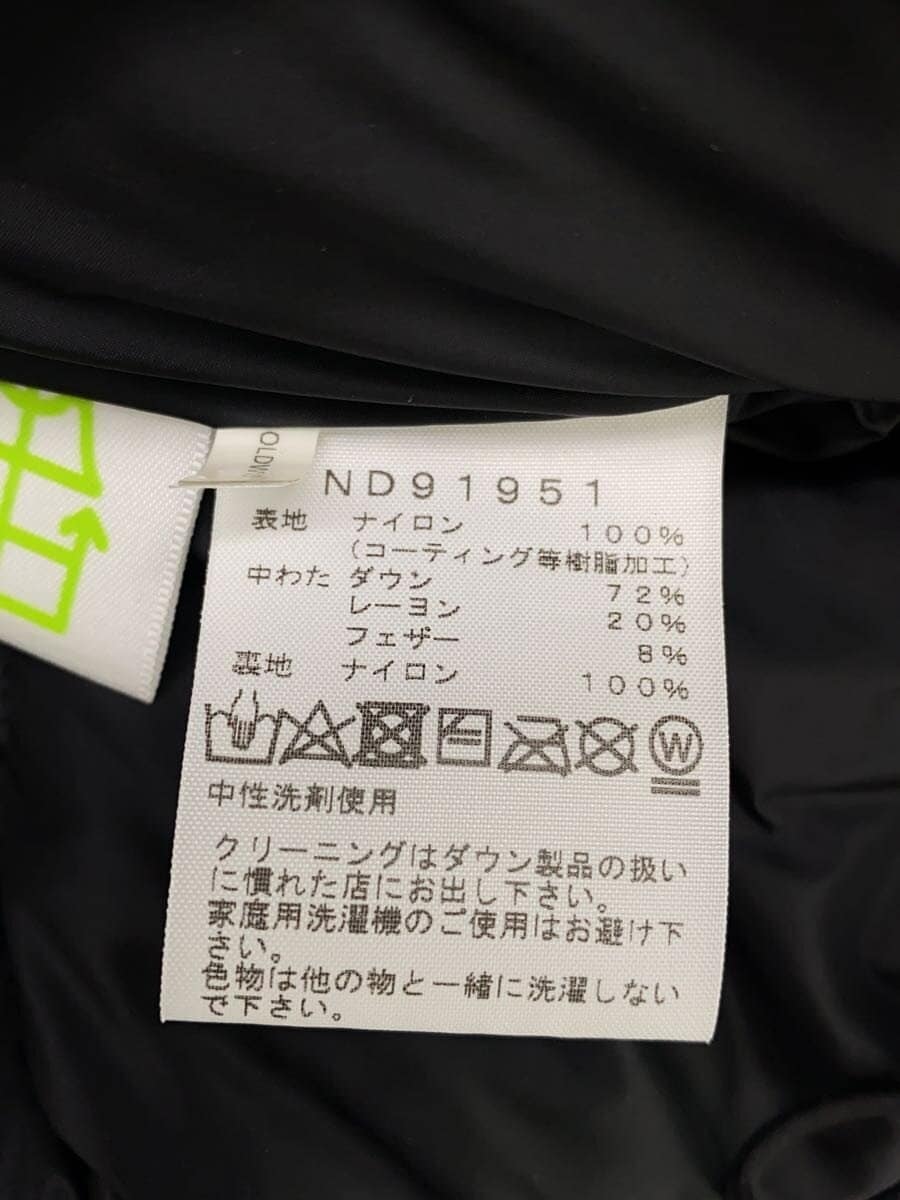 OLDWI
ND91951
表地 ナイロン 100%
(コーティング等樹脂加工)
中わた ダウン 72%
レーヨン 20%
フェザー 8%
裏地 ナイロン 100%
W
中性洗剤使用
クリーニングはダウン製品の扱い
に慣れた店にお出し下さい。
家庭用洗濯機のご使用はお避け下
さい。
色物は他の物と一緒に洗濯しない
で下さい。